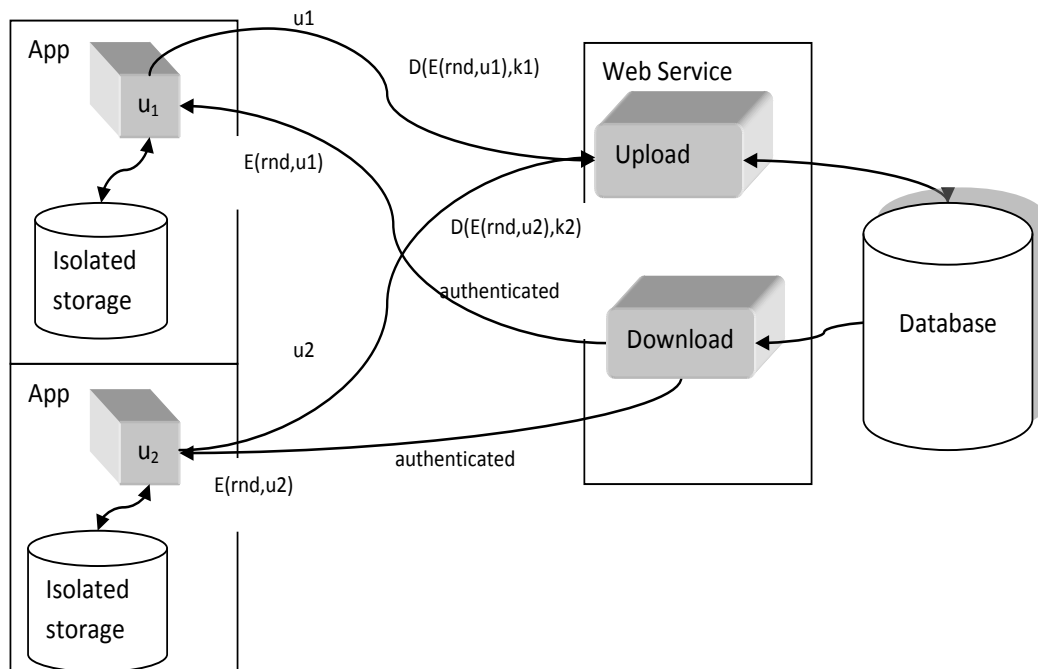 u1
App
D(E(rnd,u1),k1)
Web Service
u₁
E(rnd,u1)
Upload
D(E(rnd,u2),k2)
Isolated
storage
authenticated
Download
Database
u2
App
u₂
authenticated
E(rnd,u2)
Isolated
storage